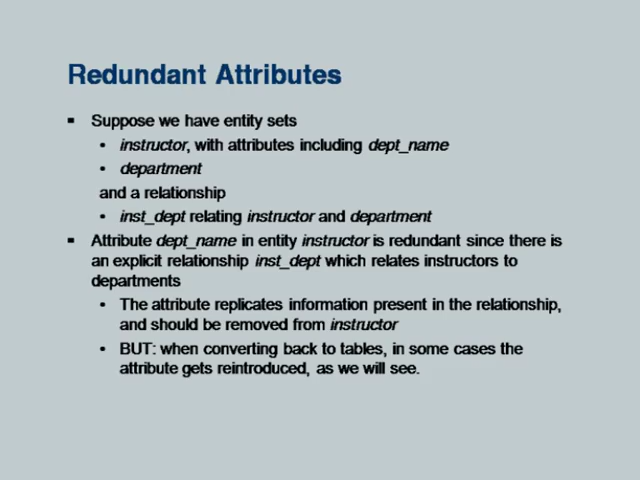 Redundant Attributes
▪ Suppose we have entity sets
• instructor, with attributes including dept_name
• department
and a relationship
• inst_dept relating instructor and department
▪ Attribute dept_name in entity instructor is redundant since there is
an explicit relationship inst_dept which relates instructors to
departments
• The attribute replicates information present in the relationship,
and should be removed from instructor
• BUT: when converting back to tables, in some cases the
attribute gets reintroduced, as we will see.